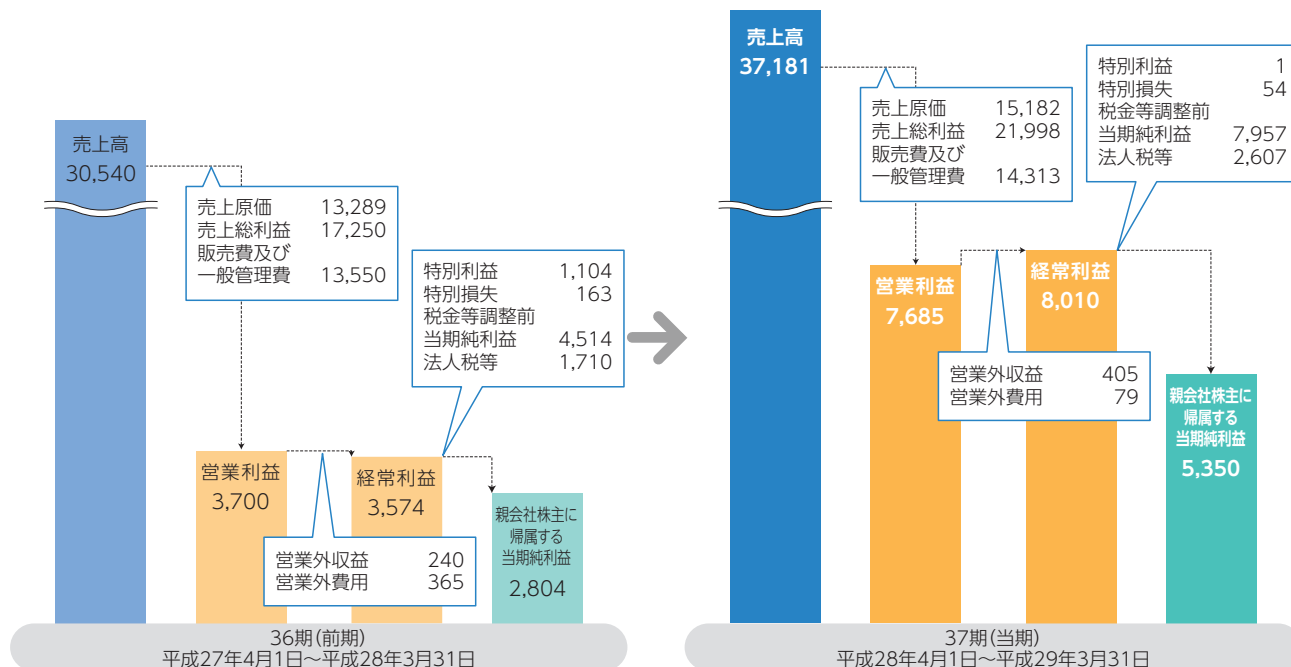 売上高
30,540
売上原価 13,289
売上総利益 17,250
販売費及び
一般管理費 13,550
営業利益
3,700
営業外収益 240
営業外費用 365
経常利益
3,574
特別利益 1,104
特別損失 163
税金等調整前
当期純利益 4,514
法人税等 1,710
親会社株主に
帰属する
当期純利益
2,804
36期(前期)
平成27年4月1日～平成28年3月31日
売上高
37,181
売上原価 15,182
売上総利益 21,998
販売費及び
一般管理費 14,313
営業利益
7,685
営業外収益 405
営業外費用 79
経常利益
8,010
特別利益 1
特別損失 54
税金等調整前
当期純利益 7,957
法人税等 2,607
親会社株主に
帰属する
当期純利益
5,350
37期(当期)
平成28年4月1日～平成29年3月31日